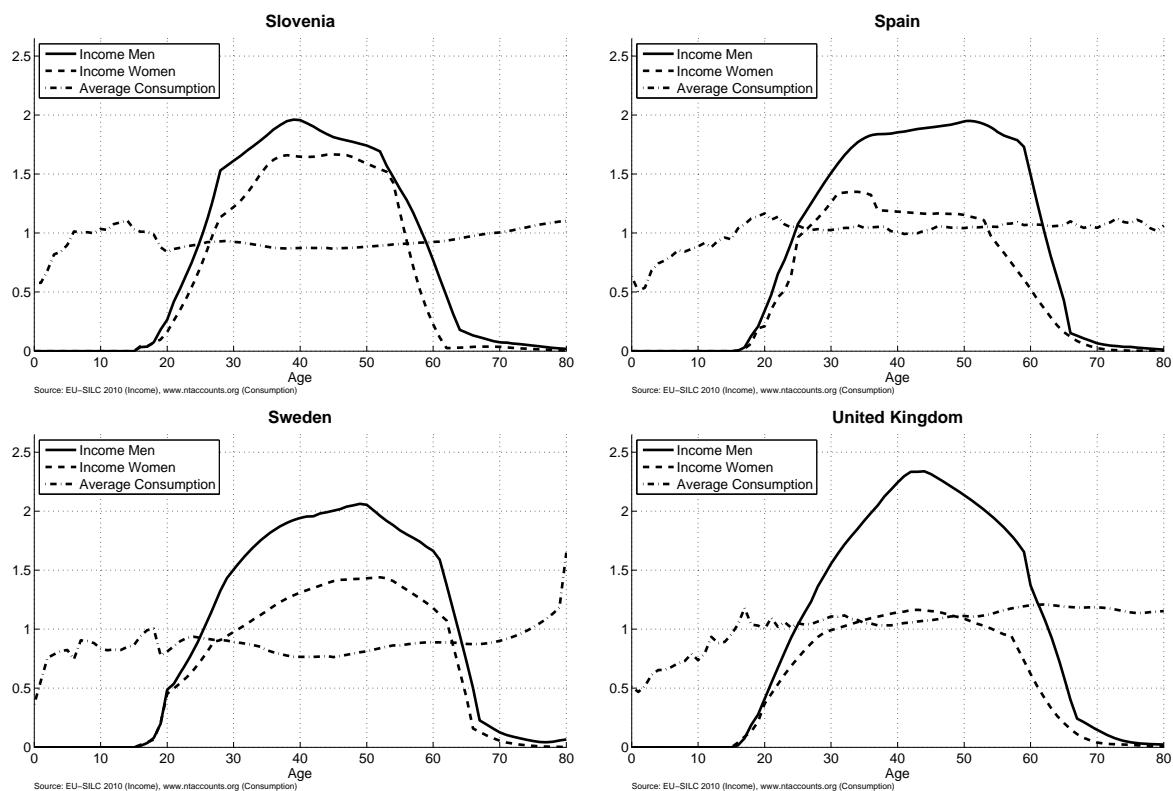 Slovenia
2.5
2
1.5
1
0.5
0
Income Men
Income Women
Average Consumption
0 10 20 30 40 50 60 70 80
Age
Source: EU–SILC 2010 (Income), www.ntaccounts.org (Consumption)
Spain
2.5
2
1.5
1
0.5
0
Income Men
Income Women
Average Consumption
0 10 20 30 40 50 60 70 80
Age
Source: EU–SILC 2010 (Income), www.ntaccounts.org (Consumption)
Sweden
2.5
2
1.5
1
0.5
0
Income Men
Income Women
Average Consumption
0 10 20 30 40 50 60 70 80
Age
Source: EU–SILC 2010 (Income), www.ntaccounts.org (Consumption)
United Kingdom
2.5
2
1.5
1
0.5
0
Income Men
Income Women
Average Consumption
0 10 20 30 40 50 60 70 80
Age
Source: EU–SILC 2010 (Income), www.ntaccounts.org (Consumption)